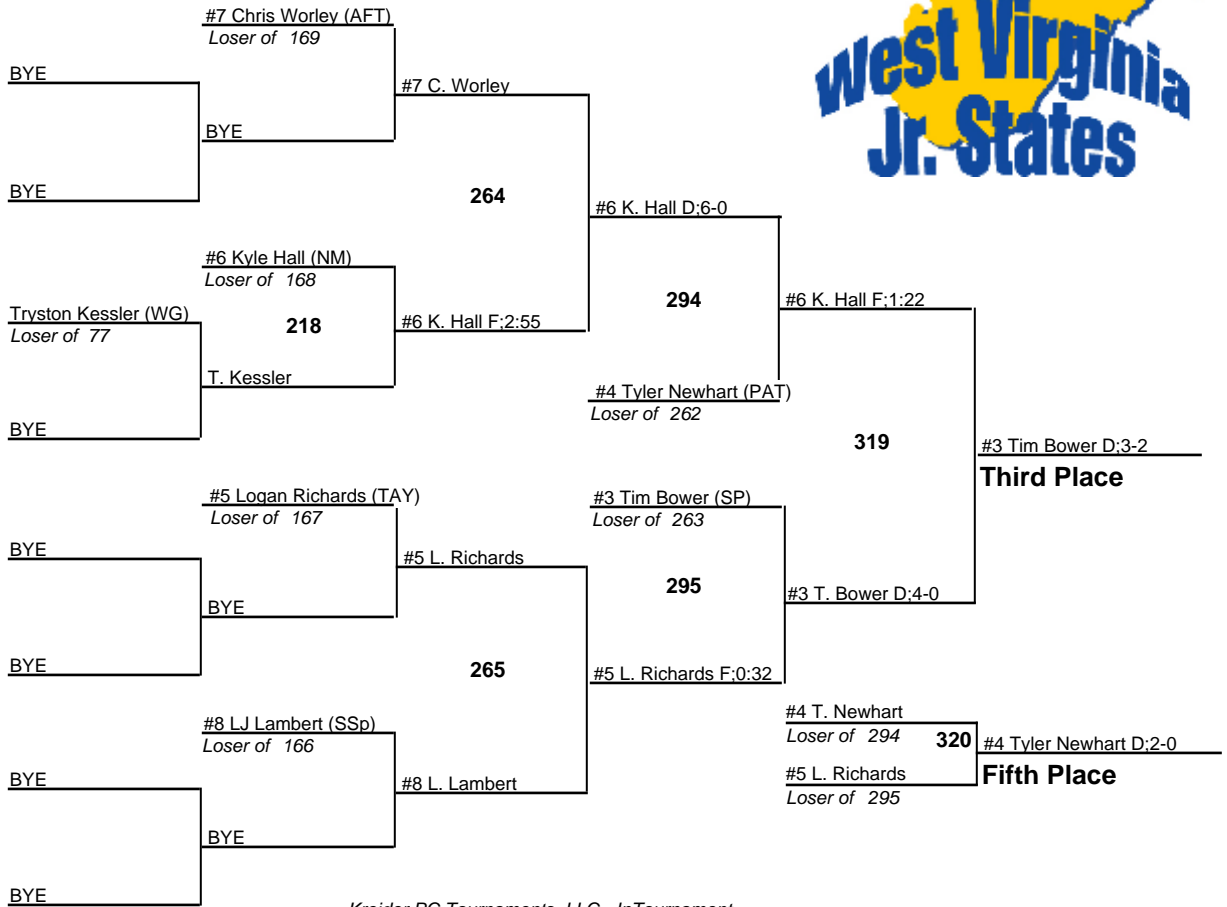 #7 Chris Worley (AFT)
Loser of 169
BYE
#7 C. Worley
BYE
BYE
264
#6 K. Hall D;6-0
#6 Kyle Hall (NM)
Loser of 168
Tryston Kessler (WG)
Loser of 77
218
#6 K. Hall F;2:55
294
#6 K. Hall F;1:22
T. Kessler
#4 Tyler Newhart (PAT)
Loser of 262
BYE
319
#3 Tim Bower D;3-2
Third Place
#5 Logan Richards (TAY)
Loser of 167
#3 Tim Bower (SP)
Loser of 263
BYE
#5 L. Richards
295
#3 T. Bower D;4-0
BYE
BYE
265
#5 L. Richards F;0:32
#8 LJ Lambert (SSp)
Loser of 166
#4 T. Newhart
Loser of 294
320
#4 Tyler Newhart D;2-0
Fifth Place
#5 L. Richards
Loser of 295
BYE
#8 L. Lambert
BYE
BYE
West Virginia
Jr. States
Kreider PC Tournaments, LLC - InTournament